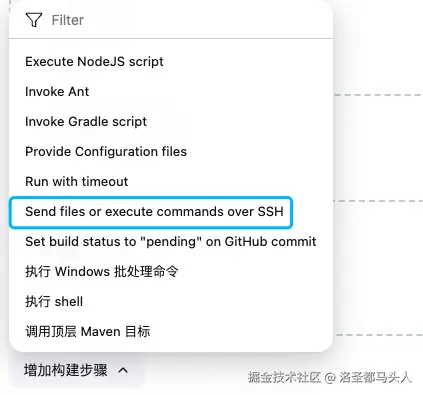 Filter
Execute NodeJS script
Invoke Ant
Invoke Gradle script
Provide Configuration files
Run with timeout
Send files or execute commands over SSH
Set build status to "pending" on GitHub commit
执行 Windows 批处理命令
执行 shell
调用顶层 Maven 目标
增加构建步骤
掘金技术社区 @ 洛圣都马头人